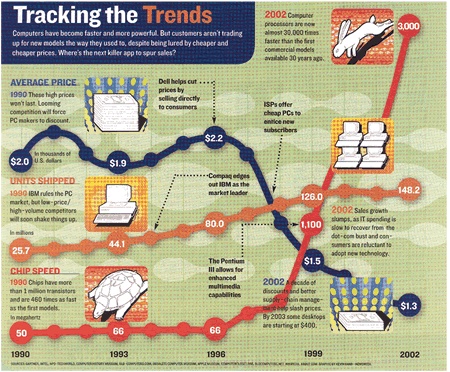 Tracking the Trends
Computers have become faster and more powerful. But customers aren't trading
up for new models the way they used to, despite being lured by cheaper and
cheaper prices. Where's the next killer app to spur sales?
2002 Computer
processors are now
almost 30,000 times
faster than the first
commercial models
available 30 years ago.
3,000
AVERAGE PRICE
1990 These high prices
won't last. Looming
competition will force
PC makers to discount.
Dell helps cut
prices by
selling directly
to consumers
ISPs offer
cheap PCs to
entice new
subscribers
$2.0
In thousands of
U.S. dollars
$1.9
$2.2
UNITS SHIPPED
1990 IBM rules the PC
market, but low-price/
high-volume competitors
will soon shake things up.
In millions
Compaq edges
out IBM as the
market leader
25.7
44.1
80.0
126.0
148.2
1,100
2002 Sales growth
slumps, as IT spending is
slow to recover from the
dot-com bust and con-
sumers are reluctant to
adopt new technology.
CHIP SPEED
1990 Chips have more
than 1 million transistors
and are 460 times as fast
as the first models.
In megahertz
The Pentium
III allows for
enhanced
multimedia
capabilities
$1.5
2002 A decade of
discounts and better
supply-chain manage-
ment help slash prices.
By 2003 some desktops
are starting at $400.
$1.3
50
66
66
1990
1993
1996
1999
2002